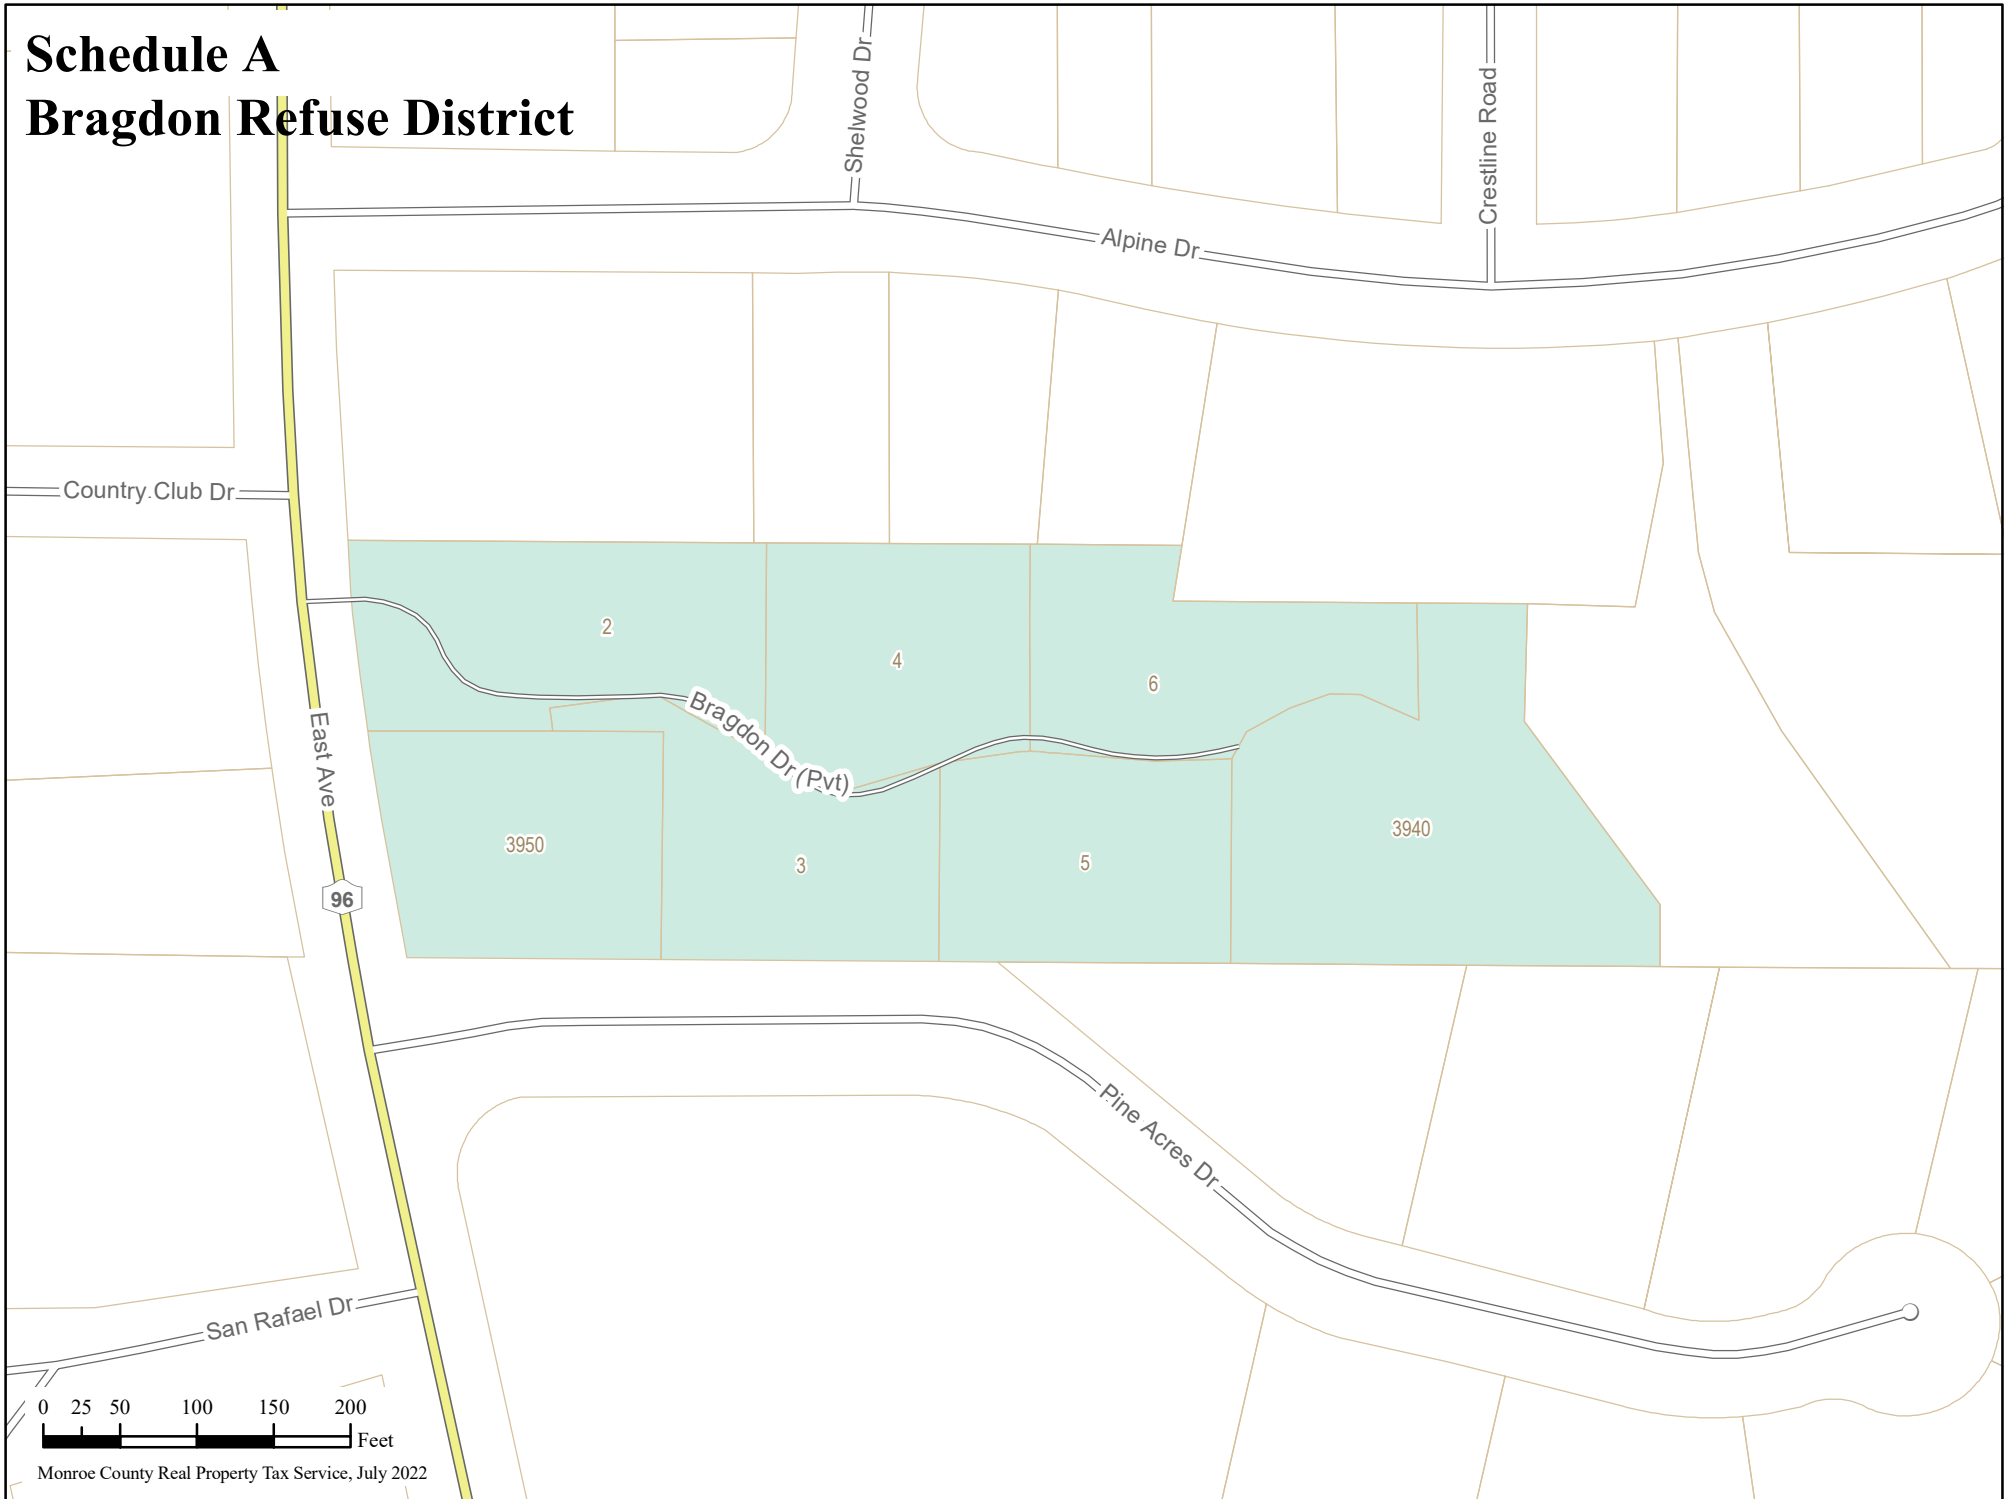 Schedule A
Bragdon Refuse District
Shelwood Dr
Crestline Road
Alpine Dr
Country Club Dr
2
4
6
Bragdon Dr (Pvt)
East Ave
3950
3
5
3940
96
Pine Acres Dr
San Rafael Dr
0 25 50 100 150 200
Feet
Monroe County Real Property Tax Service, July 2022